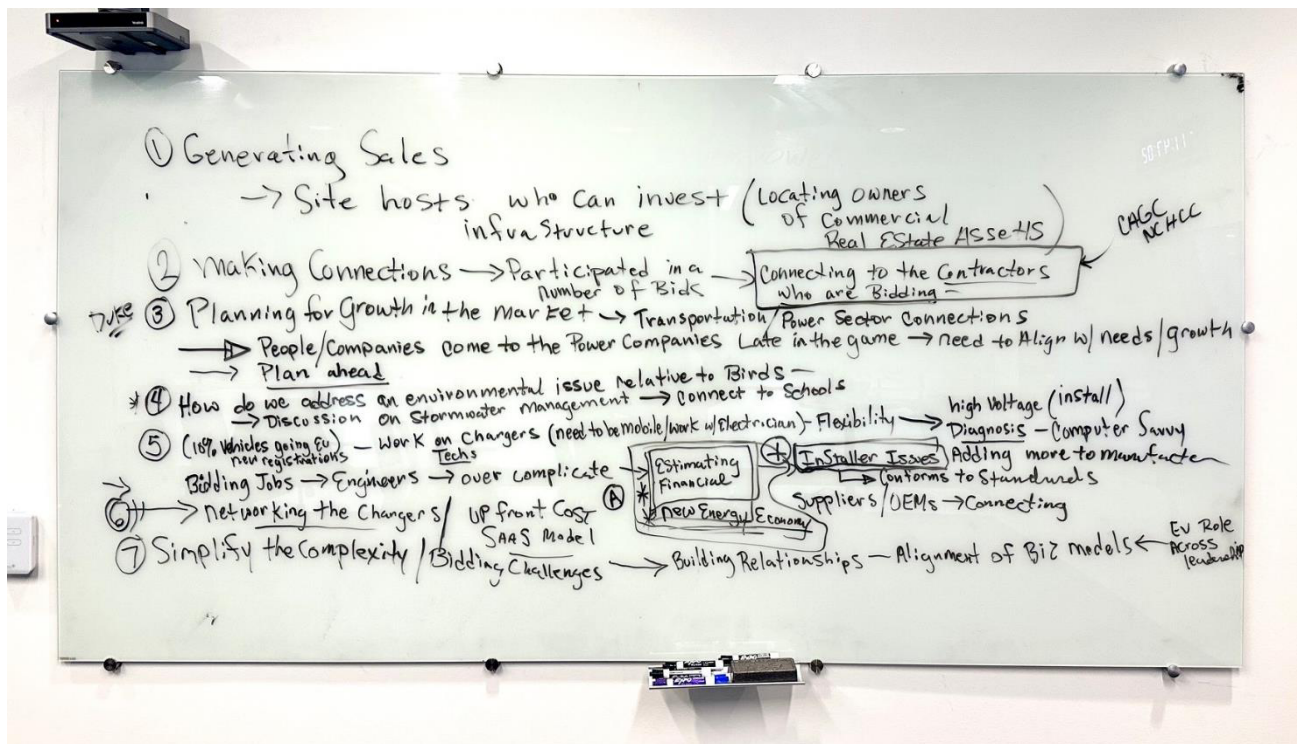 ① Generating Sales
→ Site hosts who can invest (Locating owners
infrastructure of Commercial
Real Estate Assets)
CAGC
NCHCC
② Making Connections → Participated in a → Connecting to the Contractors
number of Bids who are Bidding –
Duke ③ Planning for Growth in the market → Transportation/Power Sector Connections
→ People/Companies come to the Power Companies Late in the game → need to Align w/ needs/growth
→ Plan ahead
* ④ How do we address an environmental issue relative to Birds –
→ Discussion on Stormwater management → Connect to Schools
⑤ (18% Vehicles going EV) – Work on Chargers (need to be mobile/work w/Electrician) – Flexibility → high Voltage (install)
new registrations Techs Diagnosis – Computer Savvy
→ Bidding Jobs → Engineers → over complicate → Estimating + Installer Issues Adding more to
Financial → Conforms to Standards
Ⓐ * * new Energy Economy Suppliers/OEMs → Connecting
⑥ → networking the Chargers / UP front Cost
SAAS Model
⑦ Simplify the Complexity / Bidding Challenges → Building Relationships – Alignment of Biz models ← EV Role
Across
leadership